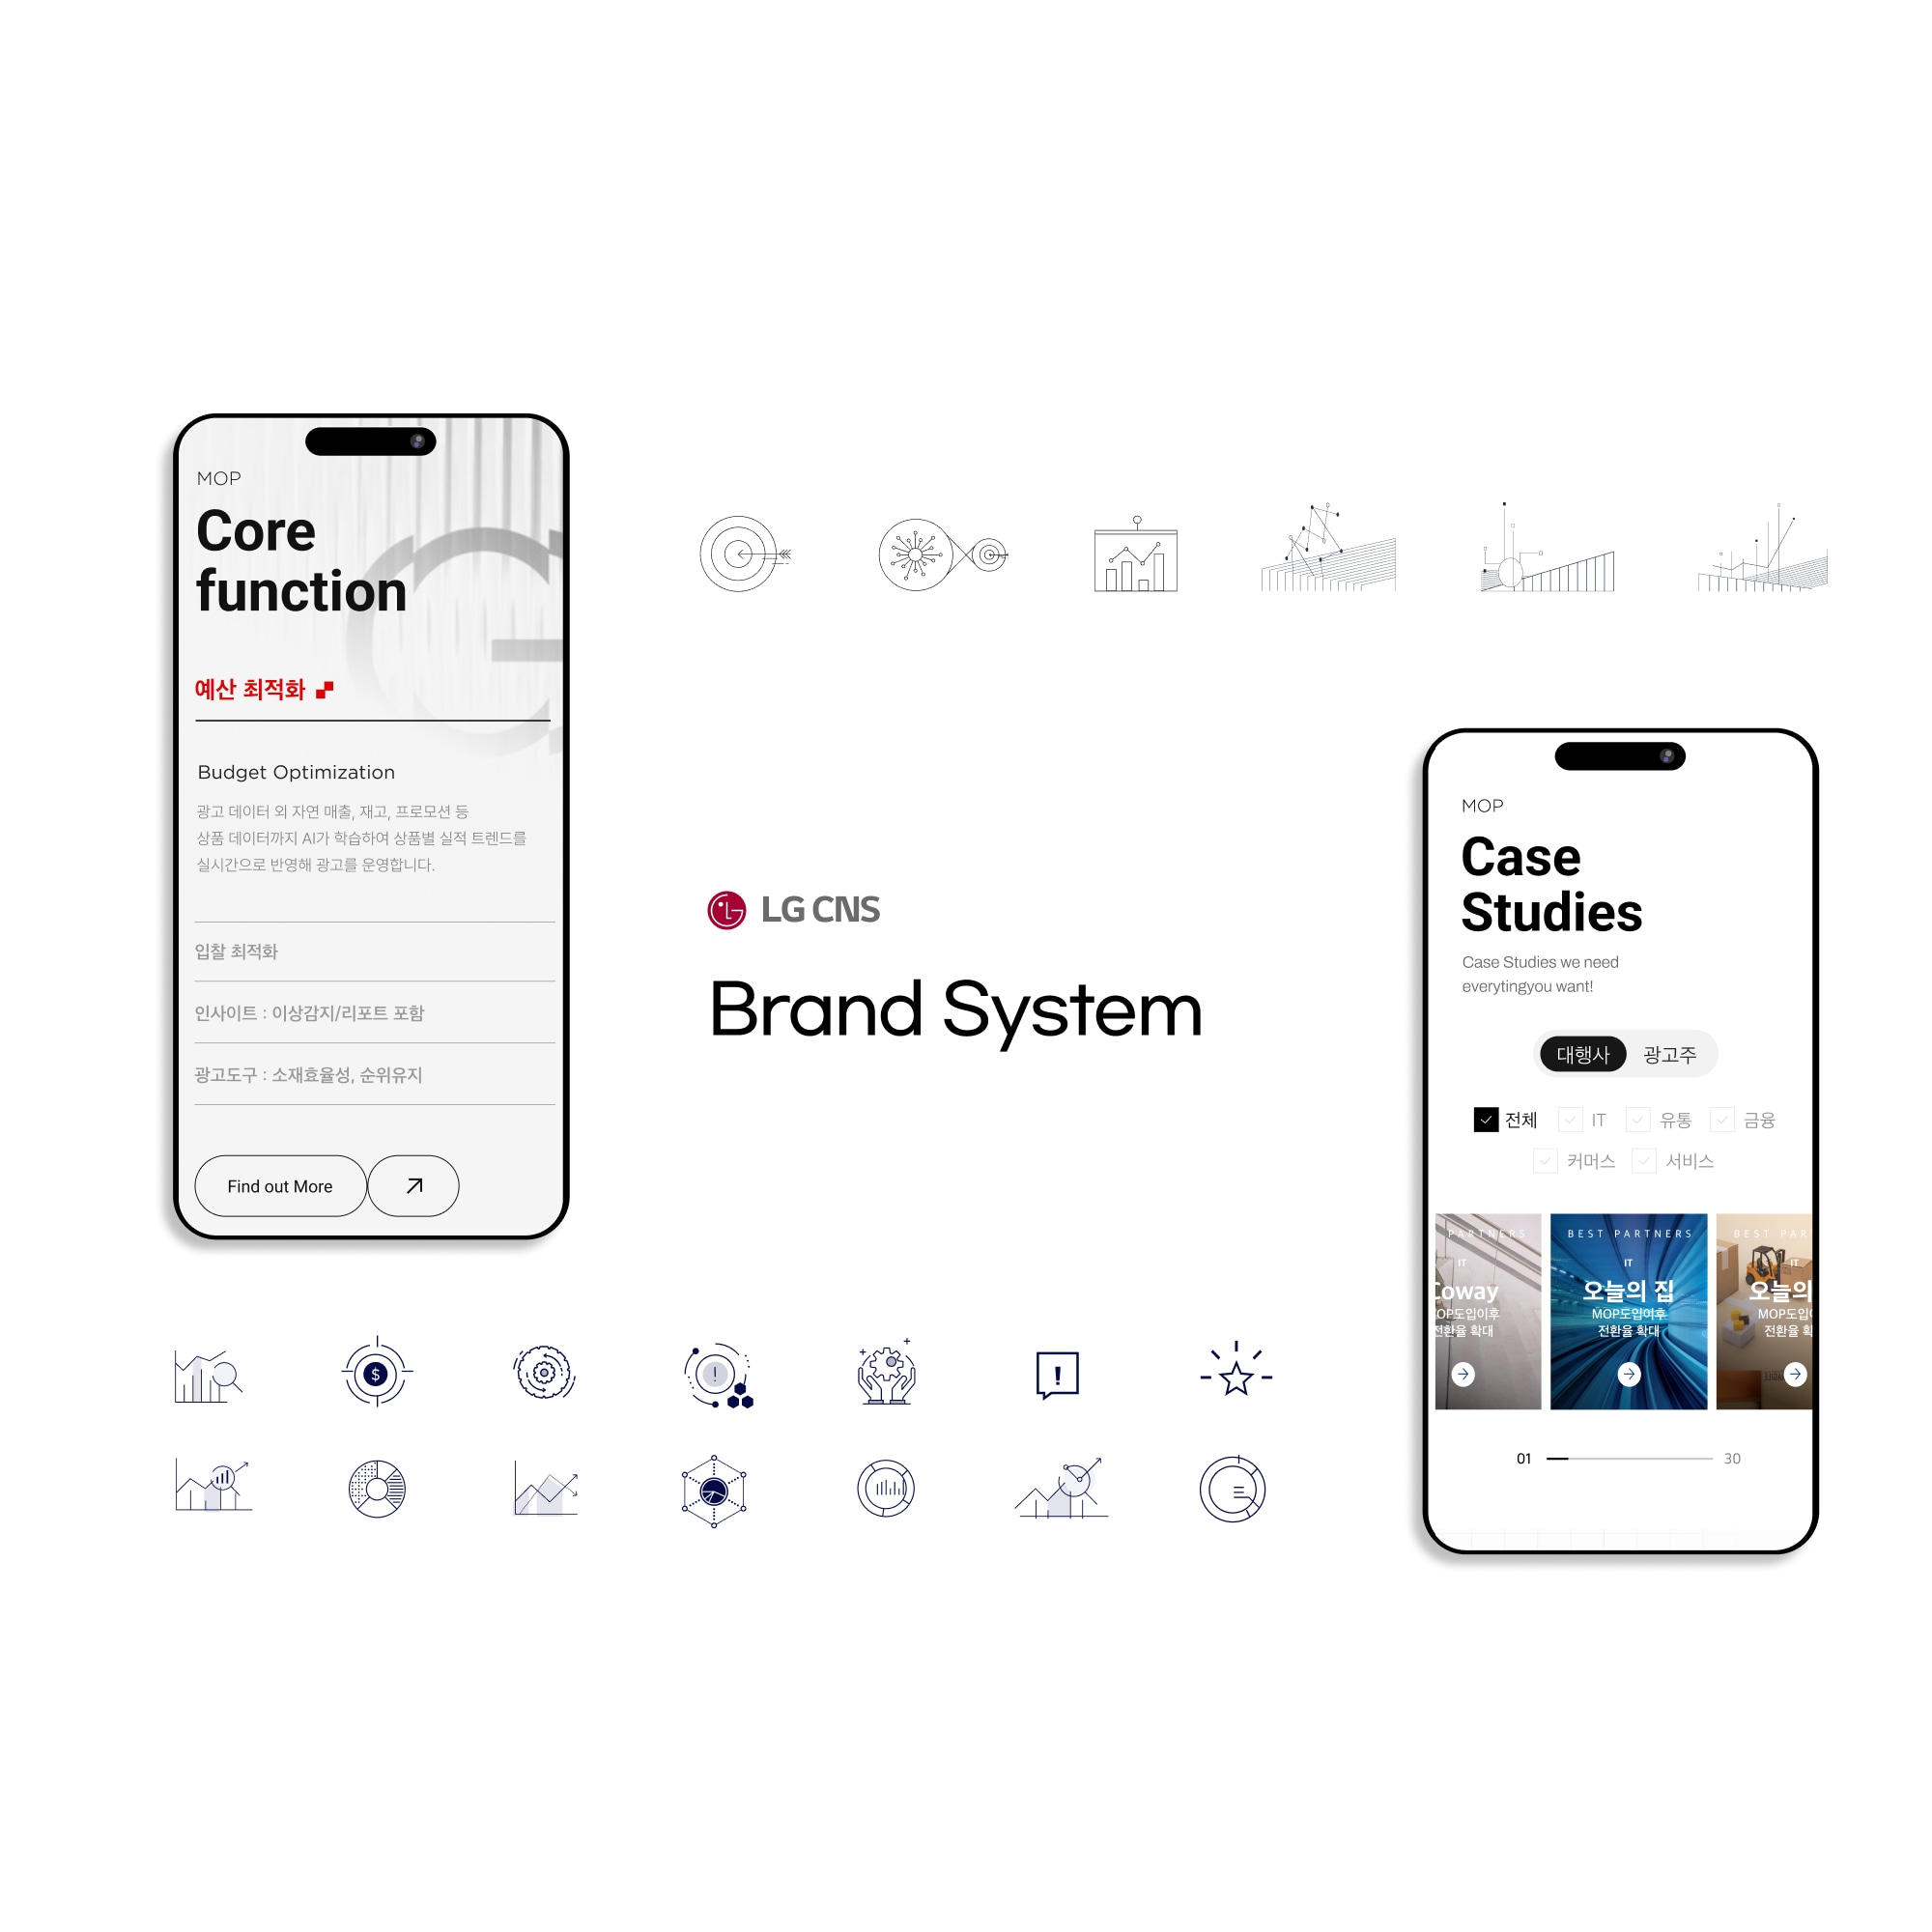 MOP
Core
function
예산 최적화
Budget Optimization
광고 데이터 외 자연 매출, 재고, 프로모션 등
상품 데이터까지 AI가 학습하여 상품별 실적 트렌드를
실시간으로 반영해 광고를 운영합니다.
입찰 최적화
인사이트 : 이상감지/리포트 포함
광고도구 : 소재효율성, 순위유지
Find out More
LG CNS
Brand System
MOP
Case
Studies
Case Studies we need
everytingyou want!
대행사 광고주
전체 IT 유통 금융
커머스 서비스
PARTNERS
IT
Coway
MOP도입이후
전환율 확대
BEST PARTNERS
IT
오늘의 집
MOP도입이후
전환율 확대
BEST PAR
IT
오늘의
MOP도입
전환율
01 30
$
!
!